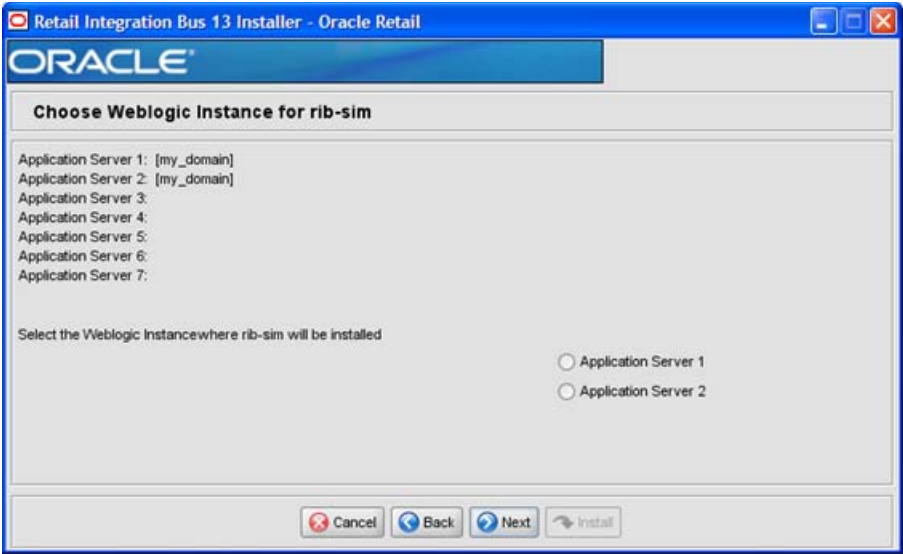 Retail Integration Bus 13 Installer - Oracle Retail
ORACLE®
Choose Weblogic Instance for rib-sim
Application Server 1: [my_domain]
Application Server 2: [my_domain]
Application Server 3:
Application Server 4:
Application Server 5:
Application Server 6:
Application Server 7:
Select the Weblogic Instancewhere rib-sim will be installed
Application Server 1
Application Server 2
Cancel Back Next Install